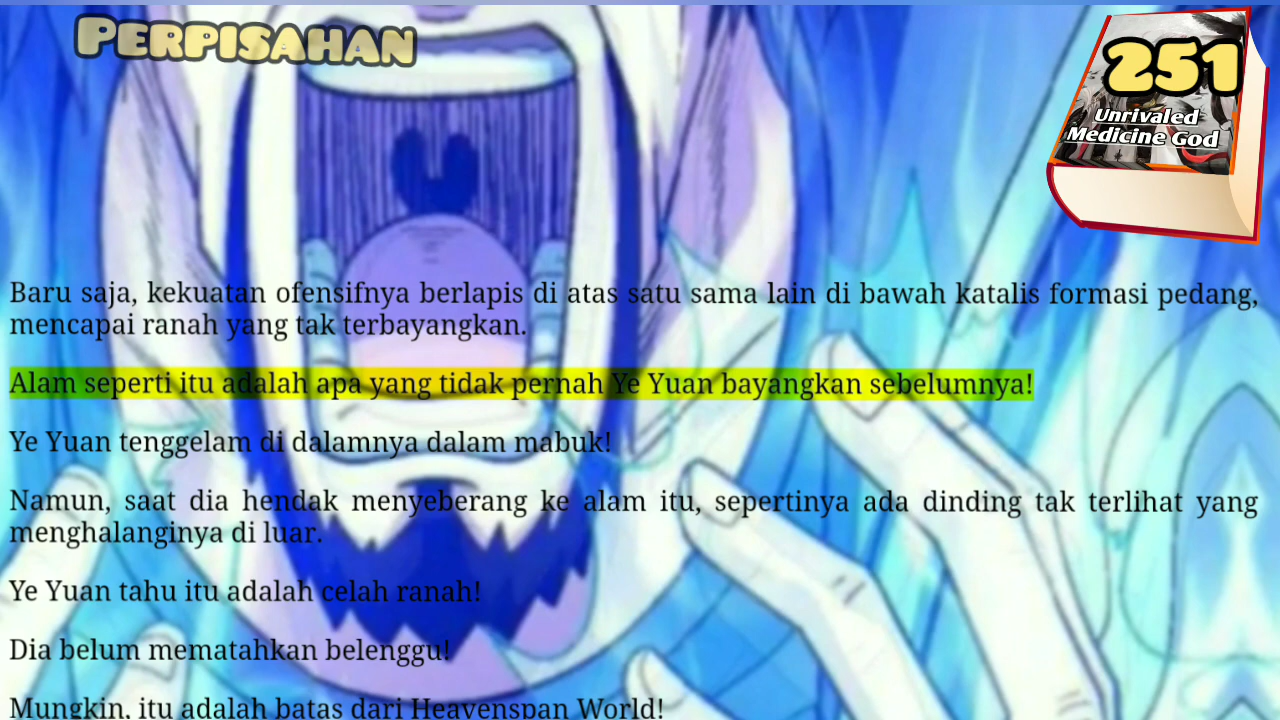 PERPISAHAN
251
Unrivaled
Medicine God
Baru saja, kekuatan ofensifnya berlapis di atas satu sama lain di bawah katalis formasi pedang,
mencapai ranah yang tak terbayangkan.
Alam seperti itu adalah apa yang tidak pernah Ye Yuan bayangkan sebelumnya!
Ye Yuan tenggelam di dalamnya dalam mabuk!
Namun, saat dia hendak menyeberang ke alam itu, sepertinya ada dinding tak terlihat yang
menghalanginya di luar.
Ye Yuan tahu itu adalah celah ranah!
Dia belum mematahkan belenggu!
Mungkin, itu adalah batas dari Heavenspan World!